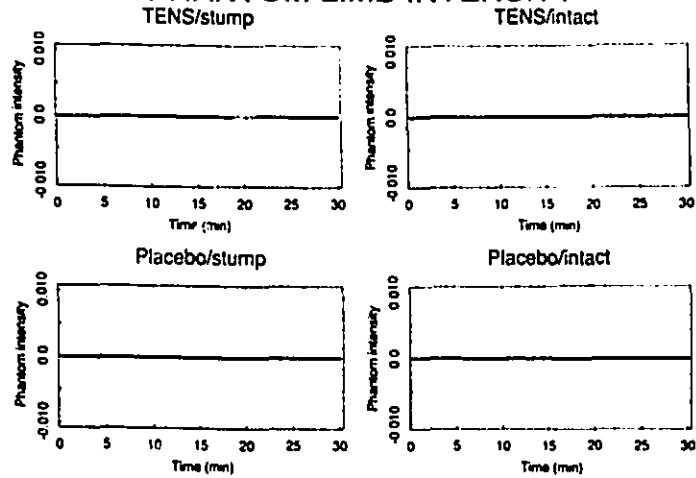 TENS/stump
TENS/intact
Phantom intensity
0.010
0.0
-0.010
0 5 10 15 20 25 30
Time (min)
Phantom intensity
0.010
0.0
-0.010
0 5 10 15 20 25 30
Time (min)
Placebo/stump
Placebo/intact
Phantom intensity
0.010
0.0
-0.010
0 5 10 15 20 25 30
Time (min)
Phantom intensity
0.010
0.0
-0.010
0 5 10 15 20 25 30
Time (min)